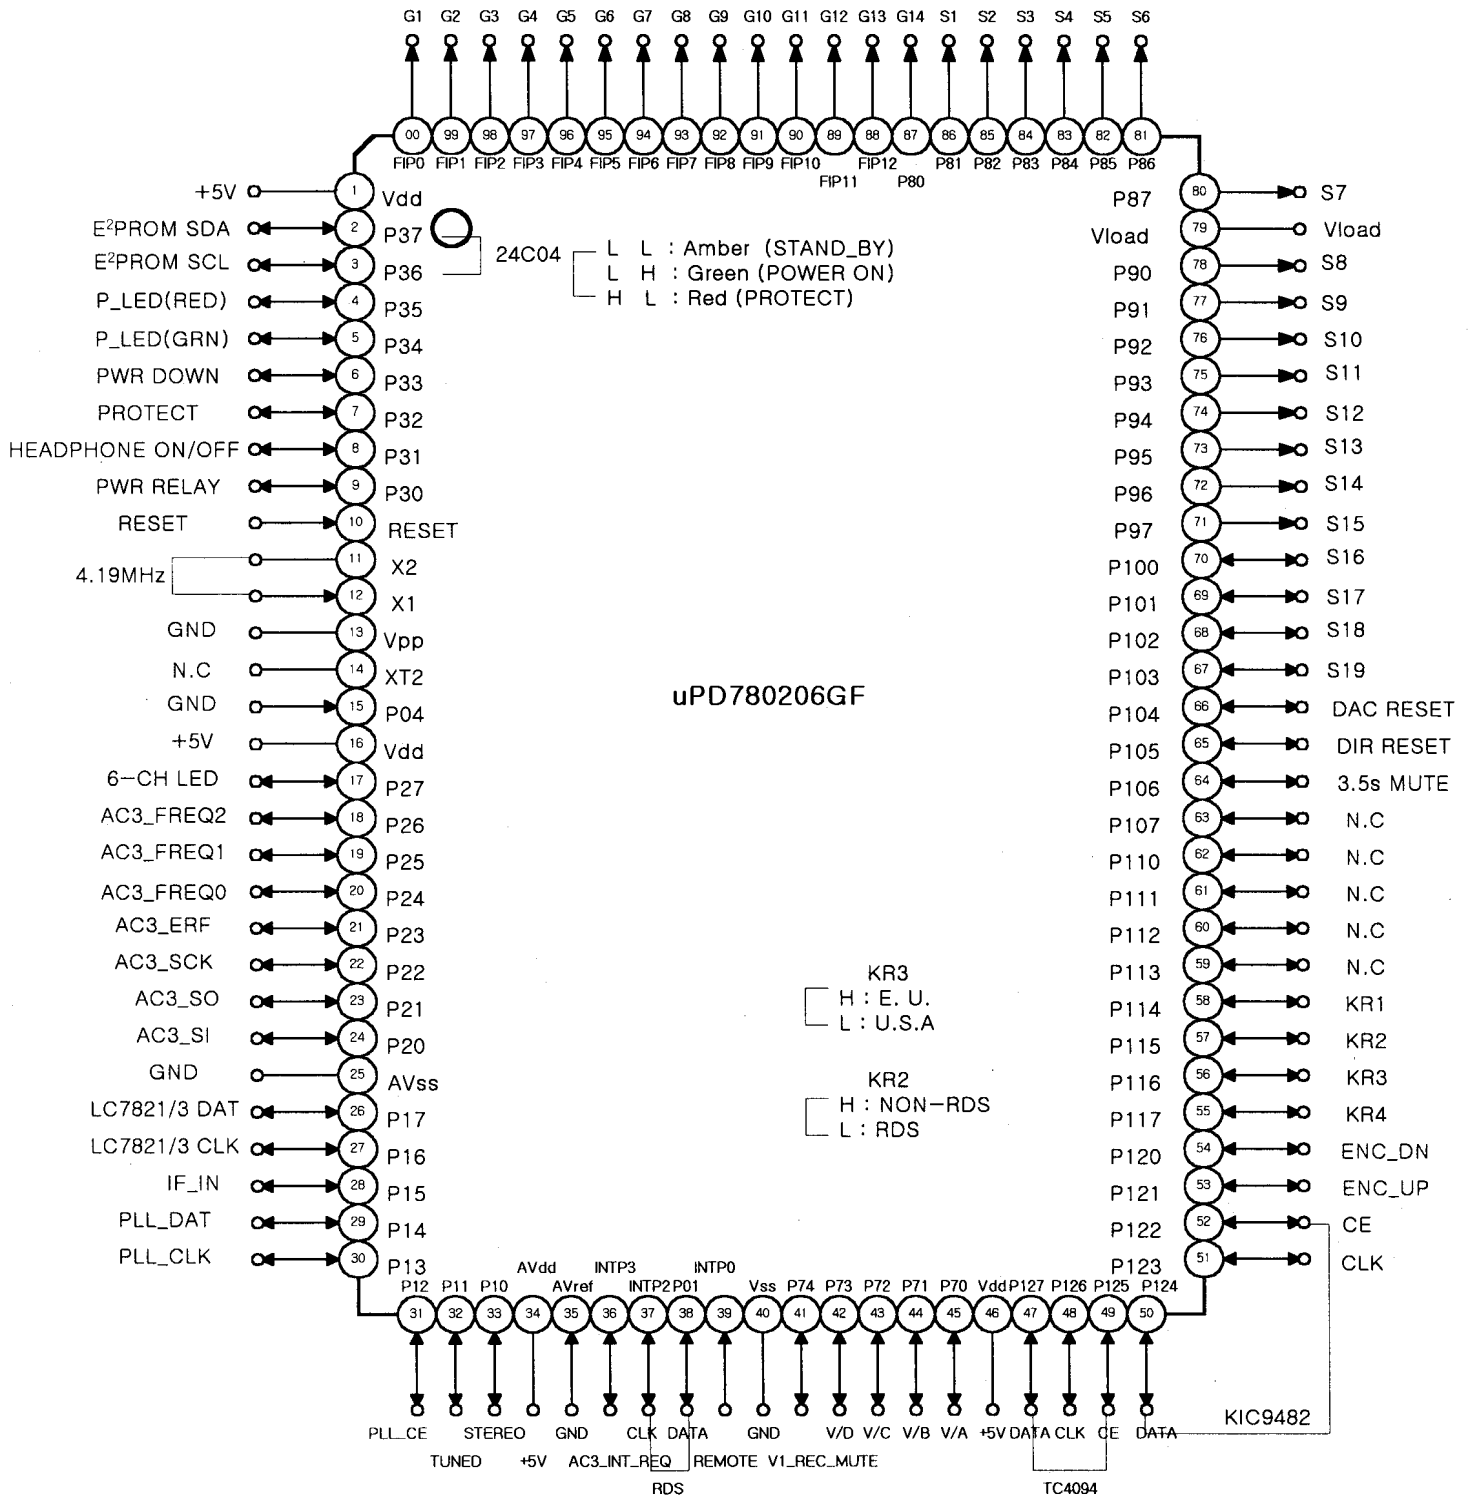 G1 G2 G3 G4 G5 G6 G7 G8 G9 G10 G11 G12 G13 G14 S1 S2 S3 S4 S5 S6
00 99 98 97 96 95 94 93 92 91 90 89 88 87 86 85 84 83 82 81
FIP0 FIP1 FIP2 FIP3 FIP4 FIP5 FIP6 FIP7 FIP8 FIP9 FIP10 FIP12 P81 P82 P83 P84 P85 P86
FIP11 P80
+5V 1 Vdd P87 80 S7
E²PROM SDA 2 P37 Vload 79 Vload
E²PROM SCL 3 P36 P90 78 S8
24C04
L L : Amber (STAND_BY)
L H : Green (POWER ON)
H L : Red (PROTECT)
P_LED(RED) 4 P35 P91 77 S9
P_LED(GRN) 5 P34 P92 76 S10
PWR DOWN 6 P33 P93 75 S11
PROTECT 7 P32 P94 74 S12
HEADPHONE ON/OFF 8 P31 P95 73 S13
PWR RELAY 9 P30 P96 72 S14
RESET 10 RESET P97 71 S15
11 X2 P100 70 S16
4.19MHz
12 X1 P101 69 S17
GND 13 Vpp P102 68 S18
N.C 14 XT2 P103 67 S19
uPD780206GF
GND 15 P04 P104 66 DAC RESET
+5V 16 Vdd P105 65 DIR RESET
6-CH LED 17 P27 P106 64 3.5s MUTE
AC3_FREQ2 18 P26 P107 63 N.C
AC3_FREQ1 19 P25 P110 62 N.C
AC3_FREQ0 20 P24 P111 61 N.C
AC3_ERF 21 P23 P112 60 N.C
AC3_SCK 22 P22 P113 59 N.C
KR3
H : E. U.
L : U.S.A
AC3_SO 23 P21 P114 58 KR1
AC3_SI 24 P20 P115 57 KR2
GND 25 AVss P116 56 KR3
KR2
H : NON-RDS
L : RDS
LC7821/3 DAT 26 P17 P117 55 KR4
LC7821/3 CLK 27 P16 P120 54 ENC_DN
IF_IN 28 P15 P121 53 ENC_UP
PLL_DAT 29 P14 P122 52 CE
PLL_CLK 30 P13 P123 51 CLK
AVdd INTP3 INTP0
P12 P11 P10 AVref INTP2 P01 Vss P74 P73 P72 P71 P70 Vdd P127 P126 P125 P124
31 32 33 34 35 36 37 38 39 40 41 42 43 44 45 46 47 48 49 50
KIC9482
PLL_CE STEREO GND CLK DATA GND V/D V/C V/B V/A +5V DATA CLK CE DATA
TUNED +5V AC3_INT_REQ REMOTE V1_REC_MUTE
RDS TC4094